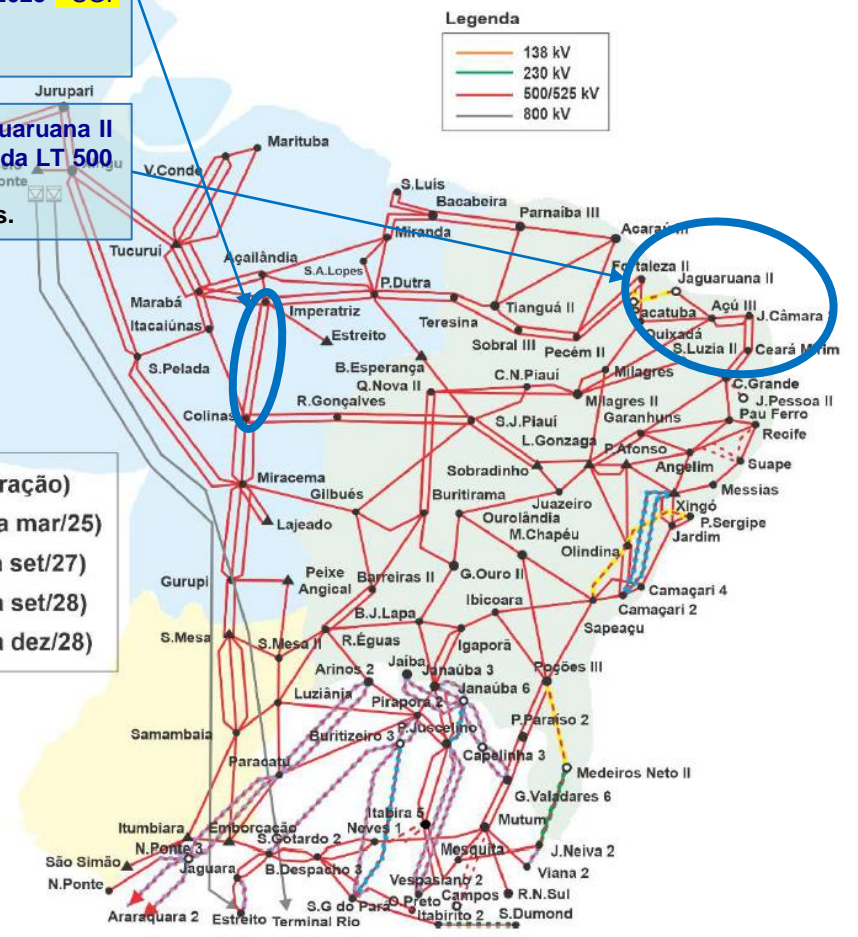 Legenda
138 kV
230 kV
500/525 kV
800 kV
uaruana II
da LT 500
s.
Jurupari
Marituba
V.Conde
S.Luís
Bacabeira
Parnaíba III
Miranda
Tucurui
Açailândia
S.A.Lopes
P.Dutra
Fortaleza II
Jaguaruana II
Marabá
Imperatriz
Tianguá II
Pacatuba
Açú III
J.Câmara
Itacaiúnas
Estreito
Teresina
Sobral III
Pecém II
Quixadá
S.Luzia II
Ceará Mirim
S.Pelada
B.Esperança
Q.Nova II
C.N.Piauí
Milagres
Milagres II
C.Grande
J.Pessoa II
Colinas
R.Gonçalves
S.J.Piauí
Garanhuns
Pau Ferro
Recife
L.Gonzaga
P.Afonso
Angelim
Suape
Sobradinho
Messias
ração)
Miracema
Gilbués
Buritirama
Juazeiro
Xingó
P.Sergipe
Jardim
a mar/25)
Lajeado
Ourolândia
M.Chapéu
Olindina
set/27)
Gurupi
Peixe
Angical
Barreiras II
G.Ouro II
Ibicoara
Camaçari 4
Camaçari 2
set/28)
Sapeaçu
a dez/28)
S.Mesa
S.Mesa II
B.J.Lapa
R.Éguas
Igaporã
Arinos 2
Jaíba
Janaúba 3
Janaúba 6
Poções III
Luziânia
Pirapora 2
Samambaia
Buritizeiro 3
P.Juscelino
P.Paraíso 2
Paracatu
Capelinha 3
Medeiros Neto II
G.Valadares 6
Itabira 5
Mutum
Itumbiara
Emborcação
Neves 1
N.Ponte 3
S.Gotardo 2
Mesquita
J.Neiva 2
São Simão
Jaguara
B.Despacho 3
Viana 2
N.Ponte
Vespasiano 2
Araraquara 2
Estreito
Terminal Rio
S.G do Pará
O.Preto
Campos
R.N.Sul
Itabirito 2
S.Dumond